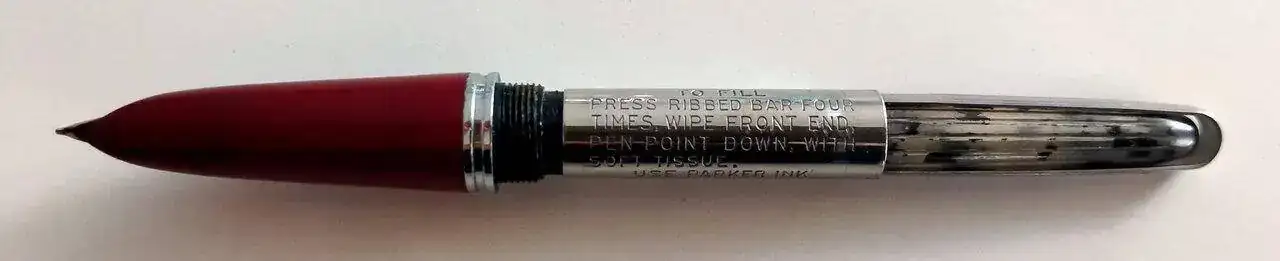 TO FILL
PRESS RIBBED BAR FOUR
TIMES. WIPE FRONT END,
PEN POINT DOWN, WITH
SOFT TISSUE.
USE PARKER INK